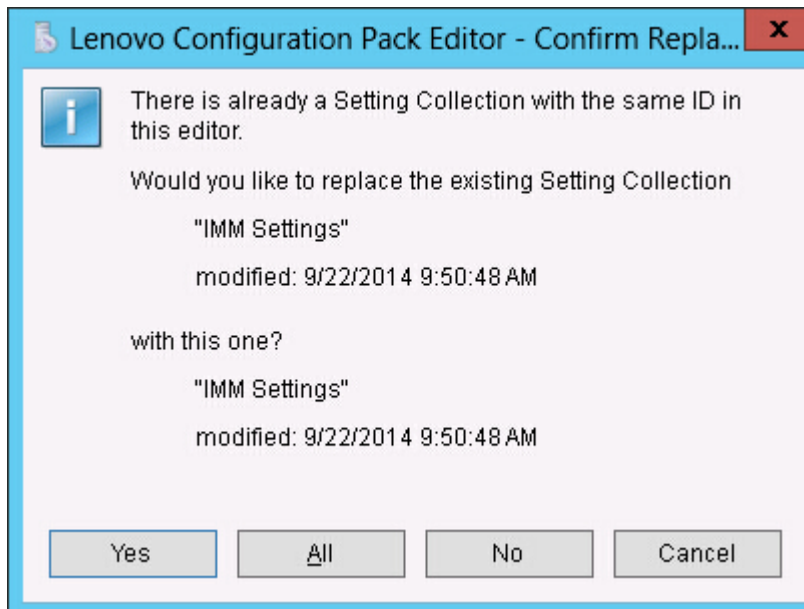 Lenovo Configuration Pack Editor - Confirm Repla...
x
i
There is already a Setting Collection with the same ID in
this editor.
Would you like to replace the existing Setting Collection
"IMM Settings"
modified: 9/22/2014 9:50:48 AM
with this one?
"IMM Settings"
modified: 9/22/2014 9:50:48 AM
Yes All No Cancel